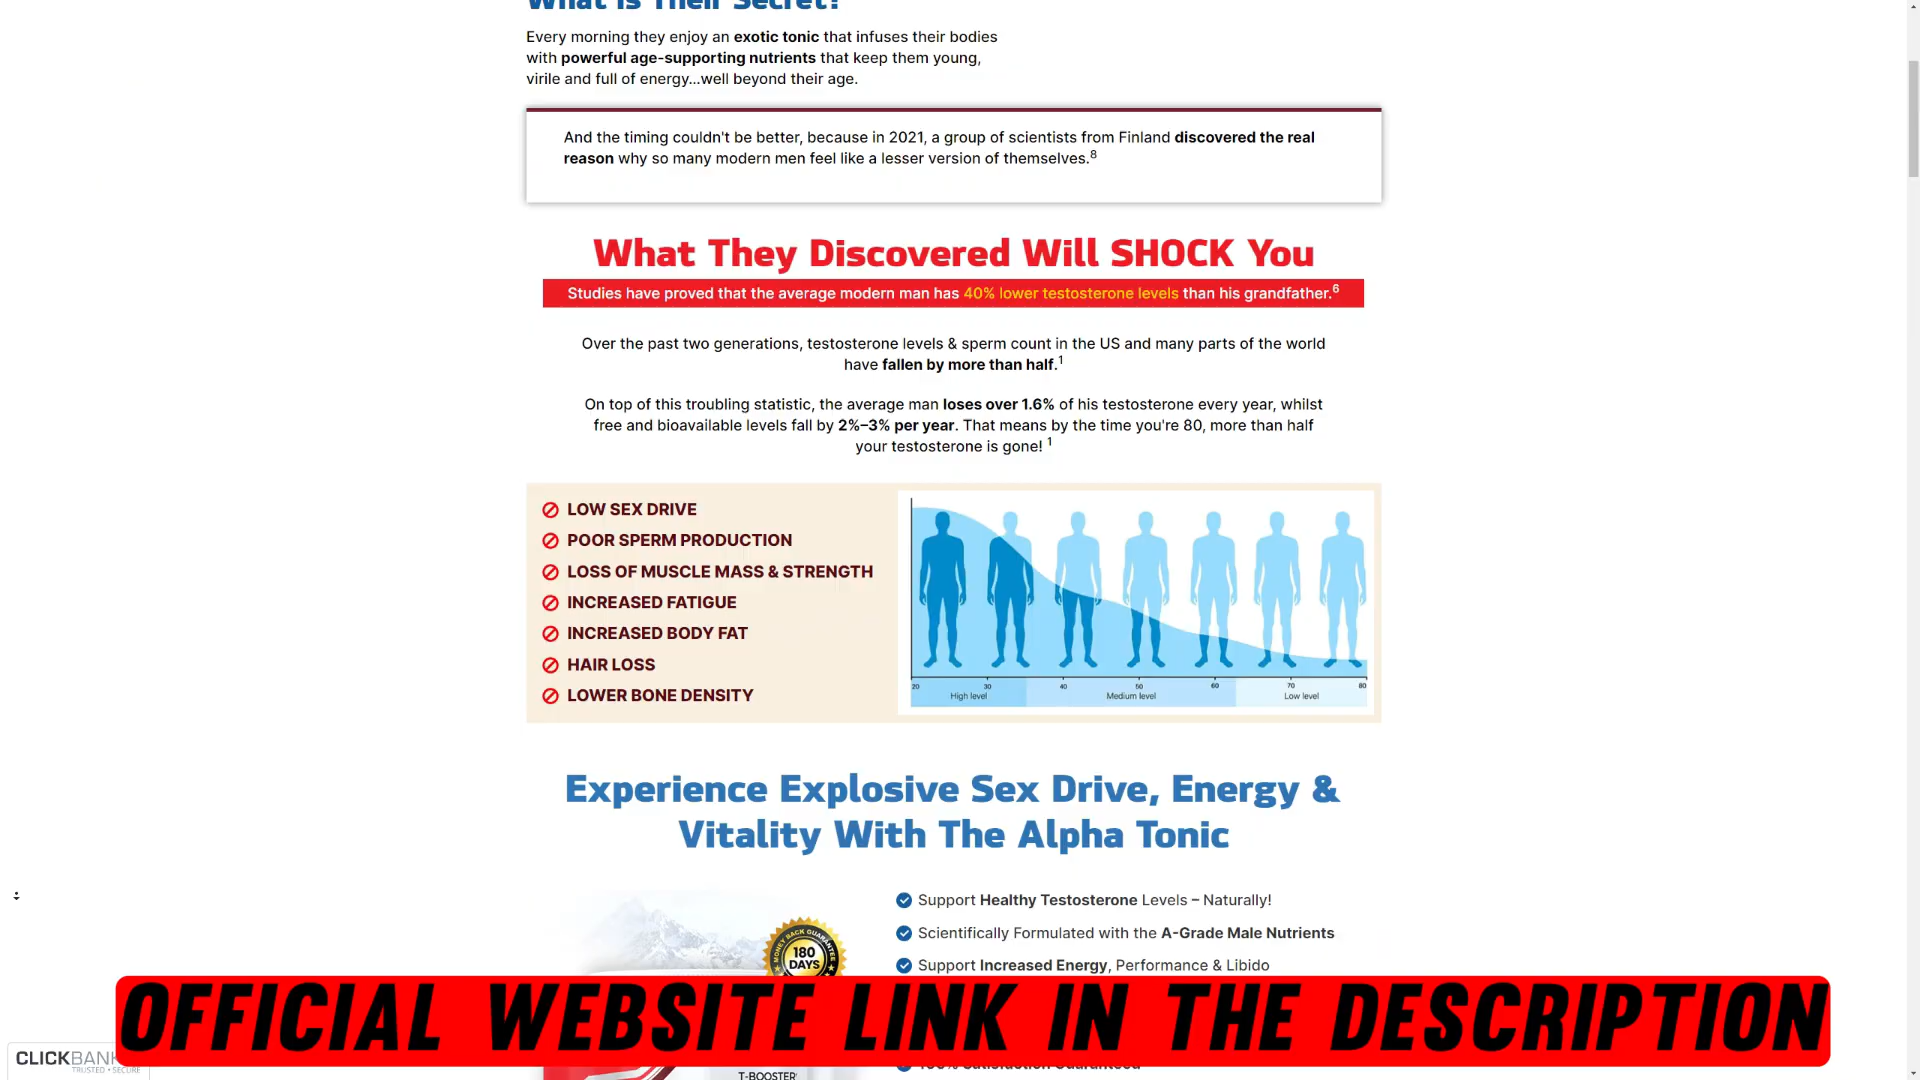 What Is Their Secret?
Every morning they enjoy an exotic tonic that infuses their bodies
with powerful age-supporting nutrients that keep them young,
virile and full of energy...well beyond their age.
And the timing couldn't be better, because in 2021, a group of scientists from Finland discovered the real
reason why so many modern men feel like a lesser version of themselves.8
What They Discovered Will SHOCK You
Studies have proved that the average modern man has 40% lower testosterone levels than his grandfather.6
Over the past two generations, testosterone levels & sperm count in the US and many parts of the world
have fallen by more than half.1
On top of this troubling statistic, the average man loses over 1.6% of his testosterone every year, whilst
free and bioavailable levels fall by 2%–3% per year. That means by the time you're 80, more than half
your testosterone is gone! 1
LOW SEX DRIVE
POOR SPERM PRODUCTION
LOSS OF MUSCLE MASS & STRENGTH
INCREASED FATIGUE
INCREASED BODY FAT
HAIR LOSS
LOWER BONE DENSITY
20 30 40 50 60 70 80
High level Medium level Low level
Experience Explosive Sex Drive, Energy &
Vitality With The Alpha Tonic
Support Healthy Testosterone Levels – Naturally!
Scientifically Formulated with the A-Grade Male Nutrients
Support Increased Energy, Performance & Libido
MONEY BACK GUARANTEE
180
DAYS
OFFICIAL WEBSITE LINK IN THE DESCRIPTION
CLICKBANK
TRUSTED • SECURE
100% Satisfaction Guaranteed
T-BOOSTER